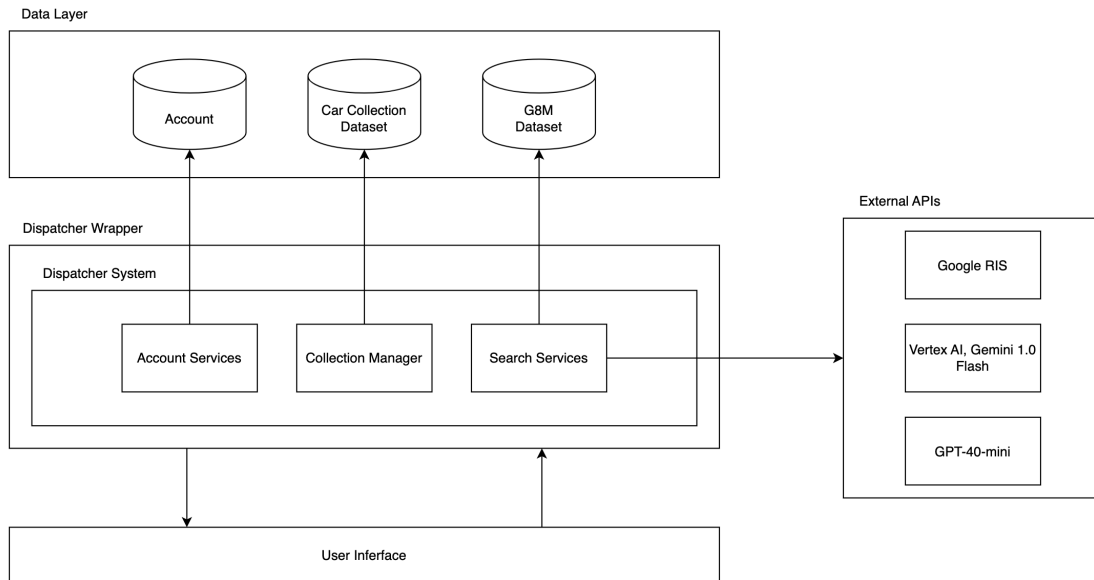 Data Layer
Account
Car Collection
Dataset
G8M
Dataset
Dispatcher Wrapper
Dispatcher System
Account Services
Collection Manager
Search Services
External APIs
Google RIS
Vertex AI, Gemini 1.0
Flash
GPT-40-mini
User Inferface